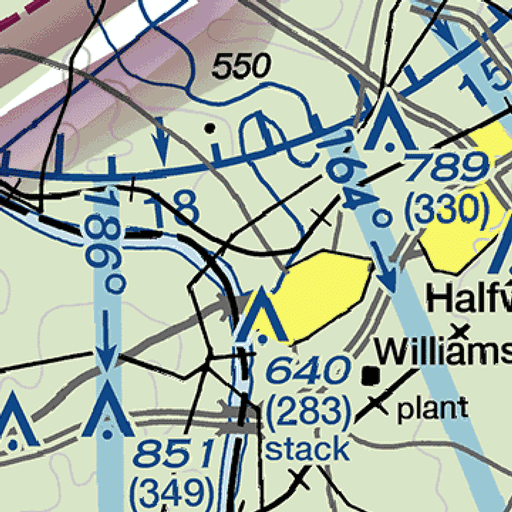 550
15
164°
789
(330)
18
186°
Halfw
Williams
640
(283)
stack
plant
851
(349)